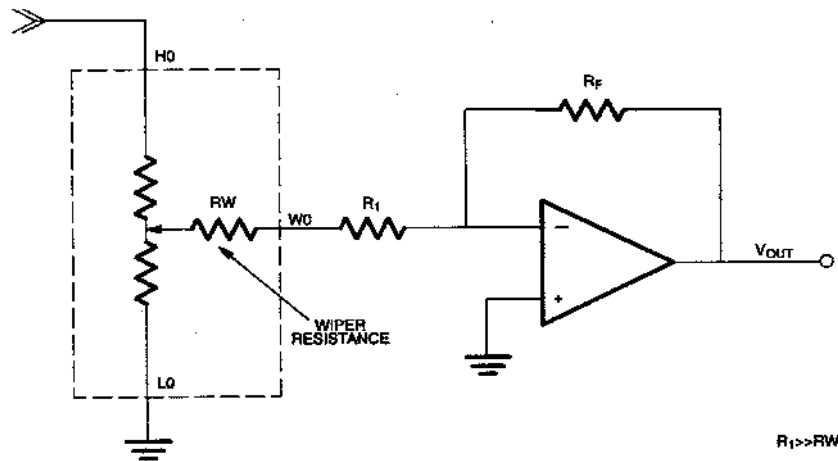 H0
RF
RW
W0
R1
−
+
VOUT
WIPER
RESISTANCE
L0
R1>>RW